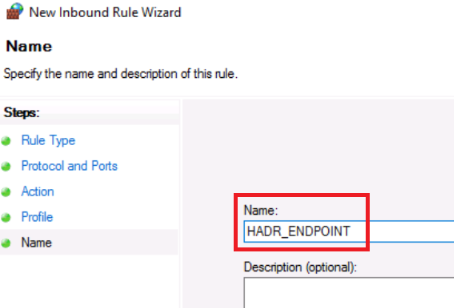 New Inbound Rule Wizard
Name
Specify the name and description of this rule.
Steps:
Rule Type
Protocol and Ports
Action
Profile
Name
Name:
HADR_ENDPOINT
Description (optional):